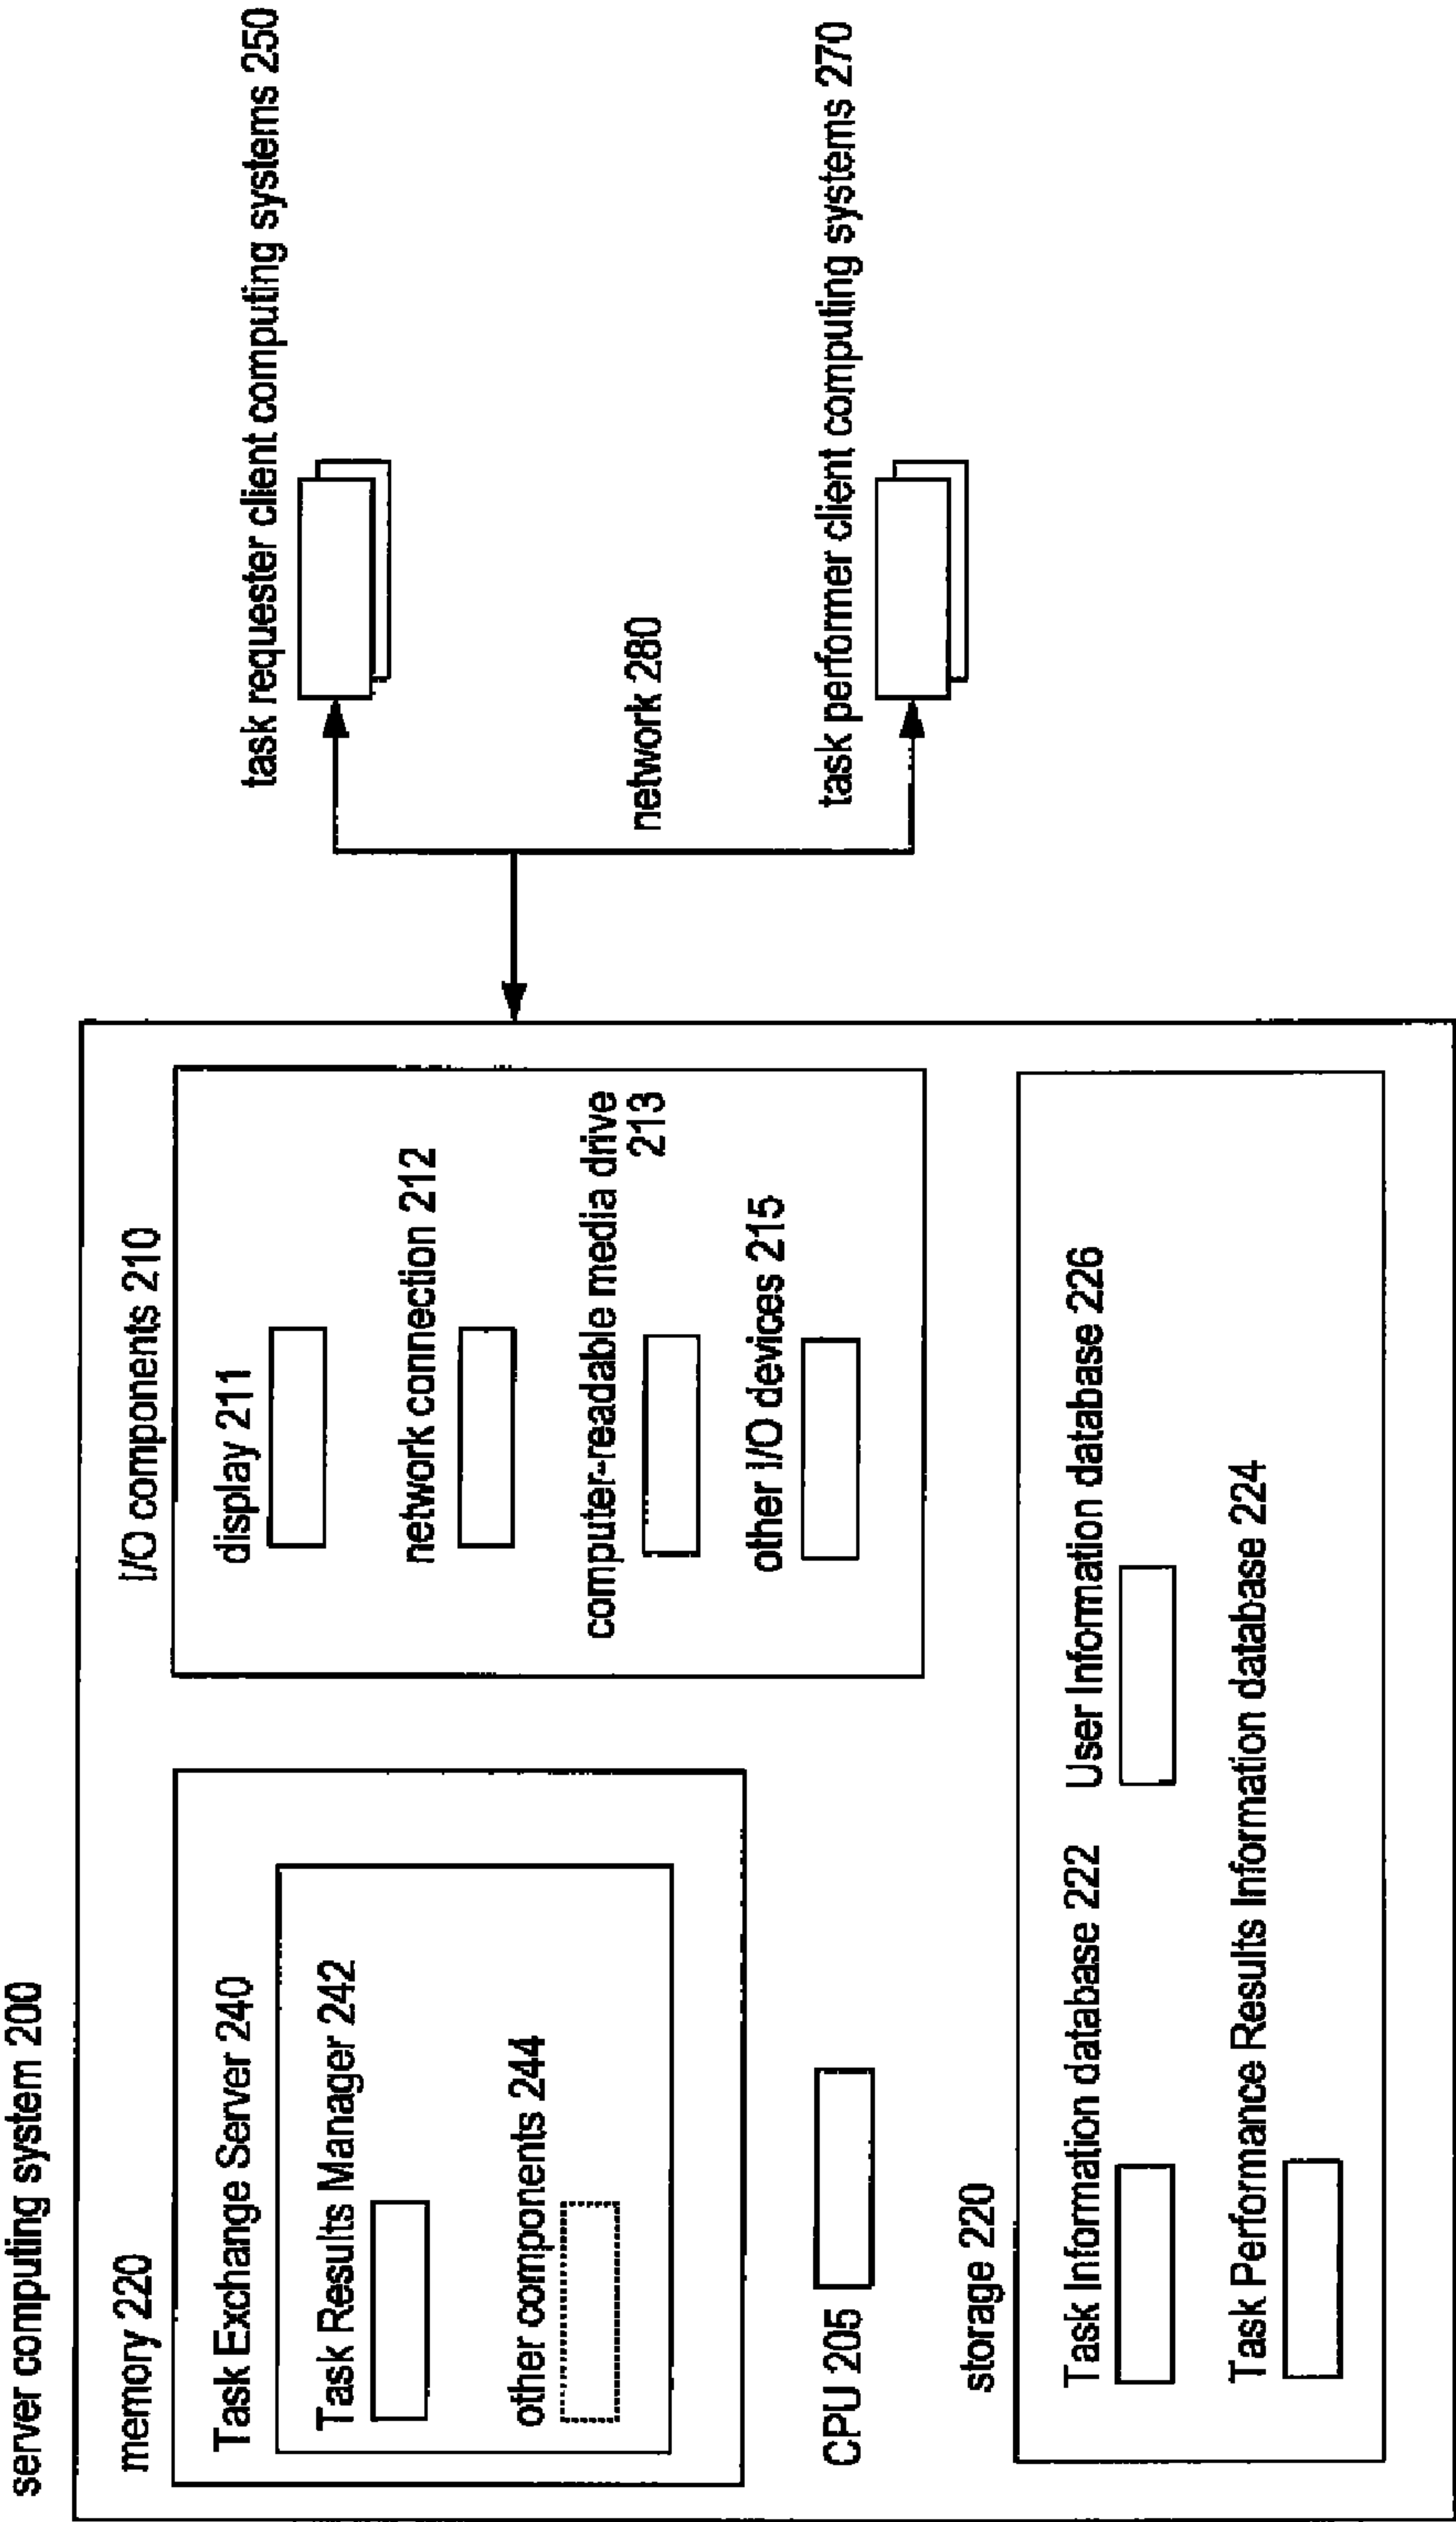 server computing system 200
memory 220
Task Exchange Server 240
Task Results Manager 242
other components 244
CPU 205
I/O components 210
display 211
network connection 212
computer-readable media drive
213
other I/O devices 215
storage 220
Task Information database 222
User Information database 226
Task Performance Results Information database 224
network 280
task requester client computing systems 250
task performer client computing systems 270